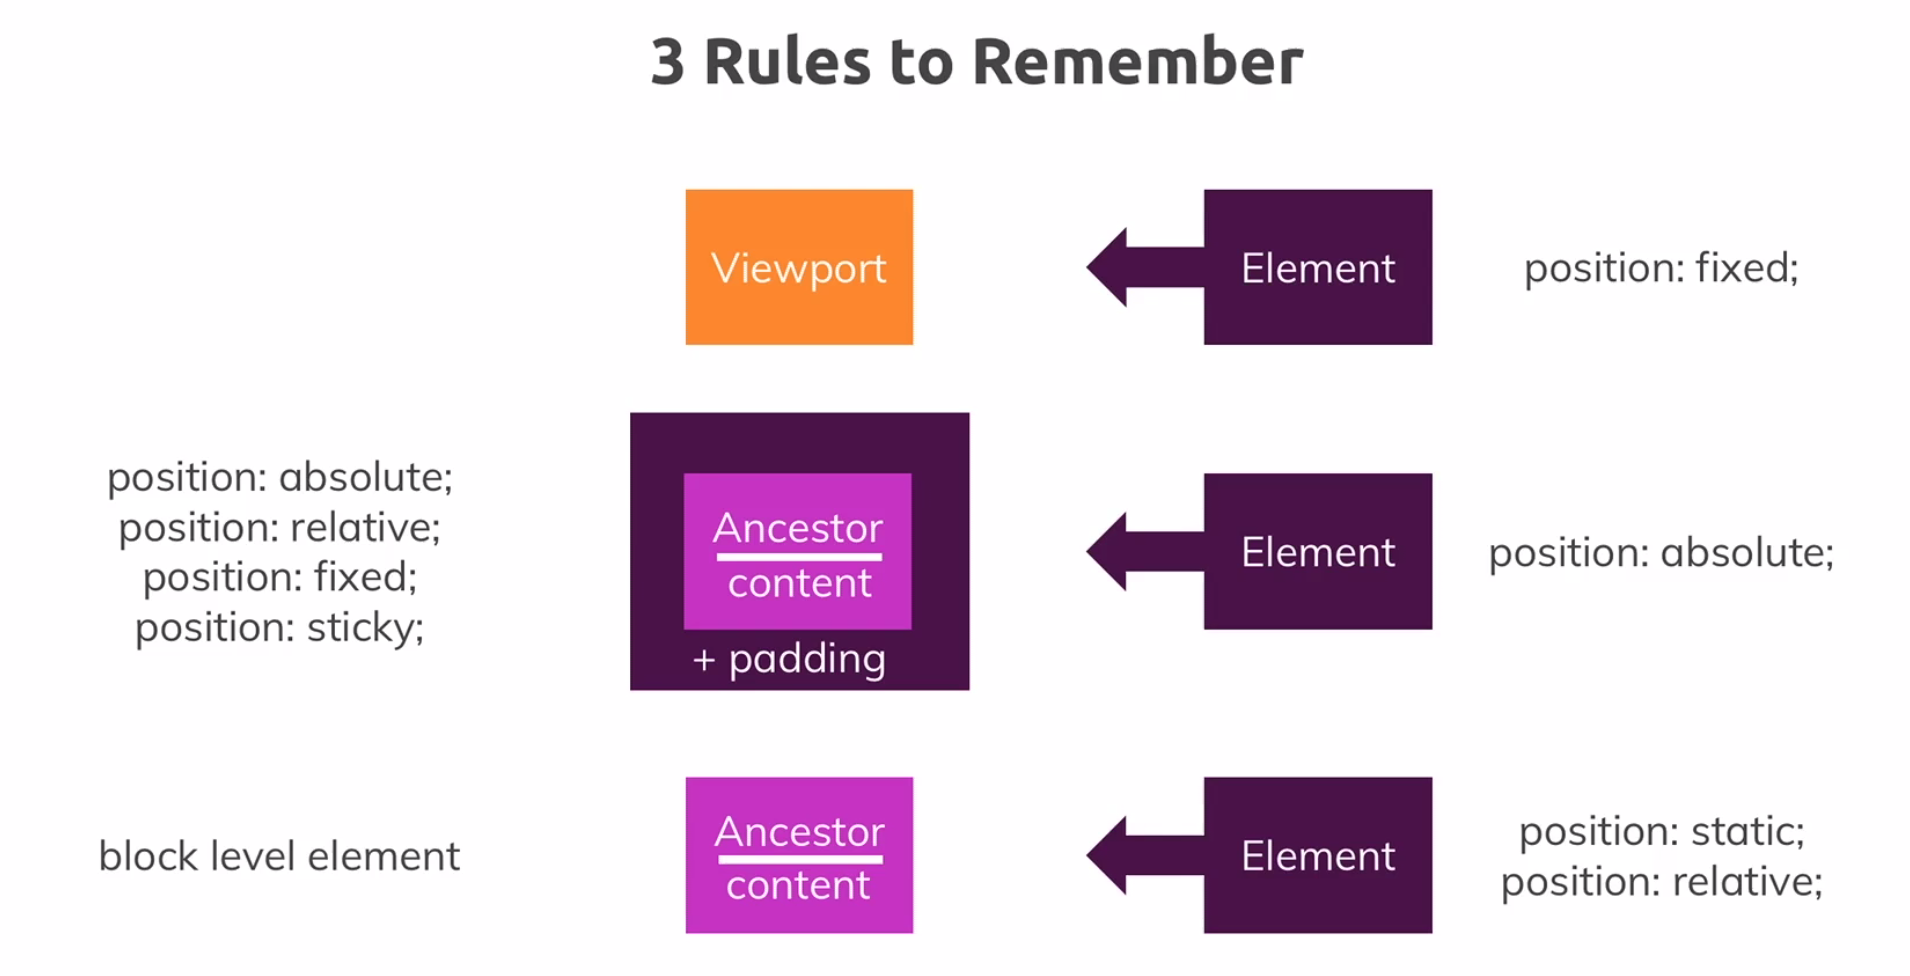 3 Rules to Remember
Viewport
Element
position: fixed;
position: absolute;
position: relative;
position: fixed;
position: sticky;
Ancestor
content
+ padding
Element
position: absolute;
block level element
Ancestor
content
Element
position: static;
position: relative;